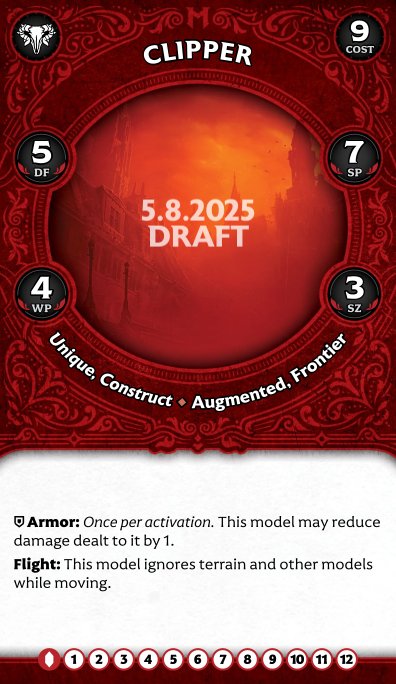 CLIPPER
9
COST
5
DF
7
SP
5.8.2025
DRAFT
4
WP
3
SZ
Unique, Construct ◆ Augmented, Frontier
Armor: Once per activation. This model may reduce
damage dealt to it by 1.
Flight: This model ignores terrain and other models
while moving.
1 2 3 4 5 6 7 8 9 10 11 12